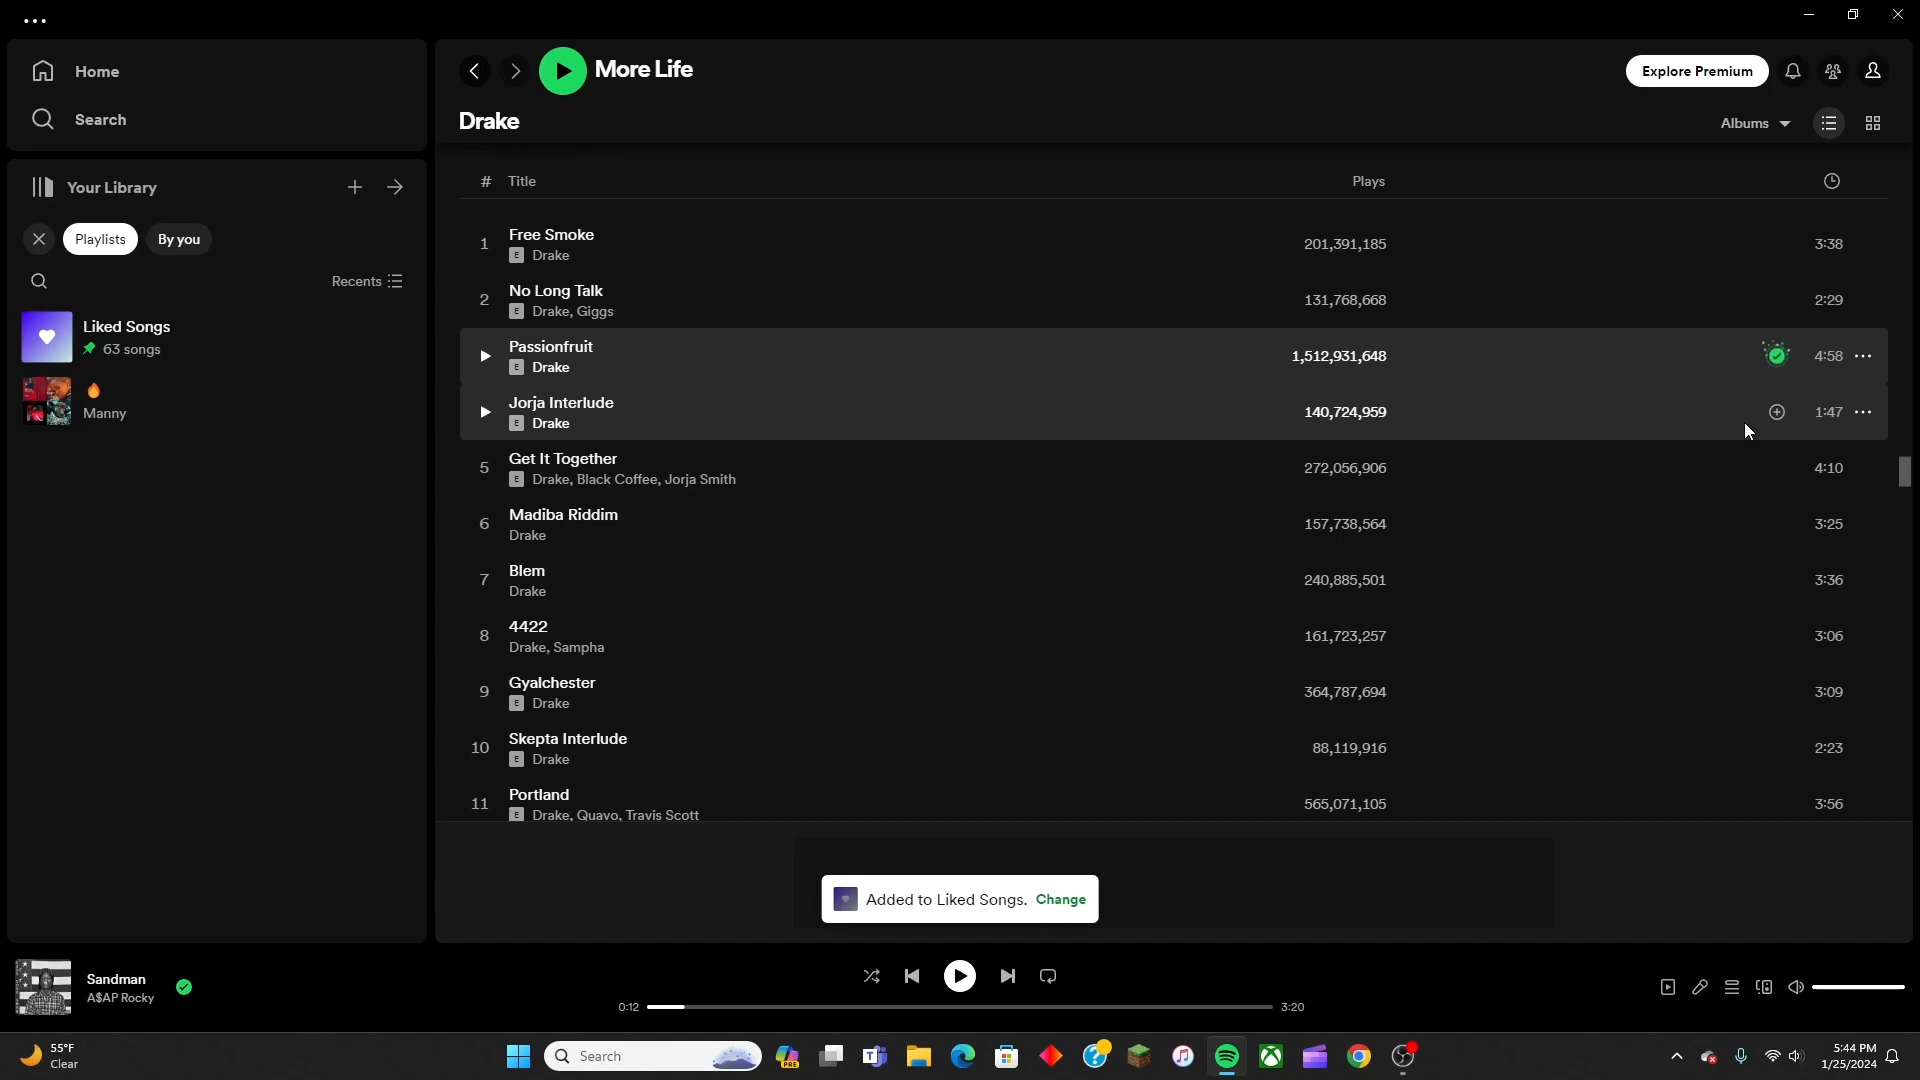 Home
More Life
Explore Premium
Search
Drake
Albums
Your Library
# Title Plays
Playlists
By you
Recents
Liked Songs
63 songs
Manny
1 Free Smoke 201,391,185 3:38
E Drake
2 No Long Talk 131,768,668 2:29
E Drake, Giggs
Passionfruit 1,512,931,648 4:58
E Drake
Jorja Interlude 140,724,959 1:47
E Drake
5 Get It Together 272,056,906 4:10
E Drake, Black Coffee, Jorja Smith
6 Madiba Riddim 157,738,564 3:25
Drake
7 Blem 240,885,501 3:36
Drake
8 4422 161,723,257 3:06
Drake, Sampha
9 Gyalchester 364,787,694 3:09
E Drake
10 Skepta Interlude 88,119,916 2:23
E Drake
11 Portland 565,071,105 3:56
E Drake, Quavo, Travis Scott
Added to Liked Songs. Change
Sandman
A$AP Rocky
0:12
3:20
55°F
Clear
Search
PRE
5:44 PM
1/25/2024